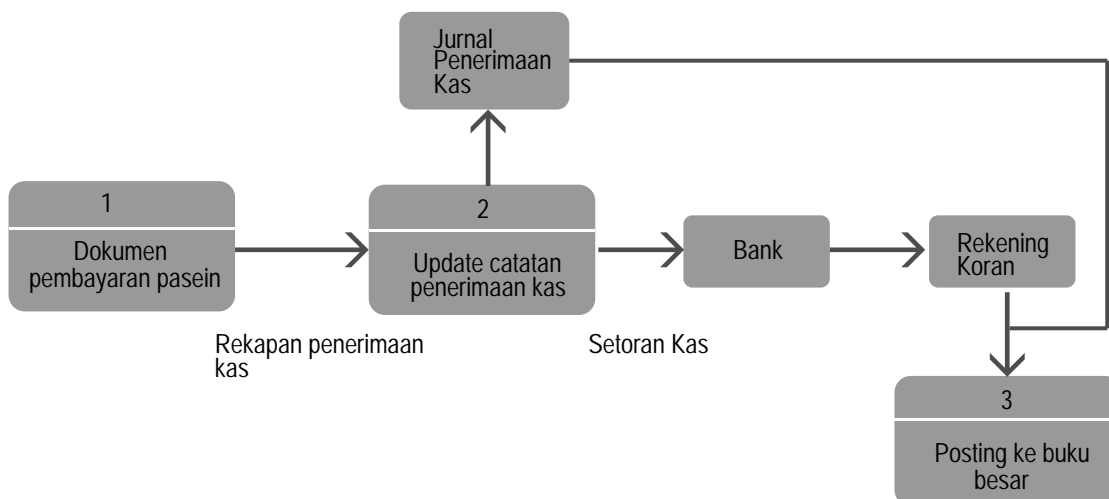 Jurnal
Penerimaan
Kas
1
Dokumen
pembayaran pasein
2
Update catatan
penerimaan kas
Bank
Rekening
Koran
Rekapan penerimaan
kas
Setoran Kas
3
Posting ke buku
besar